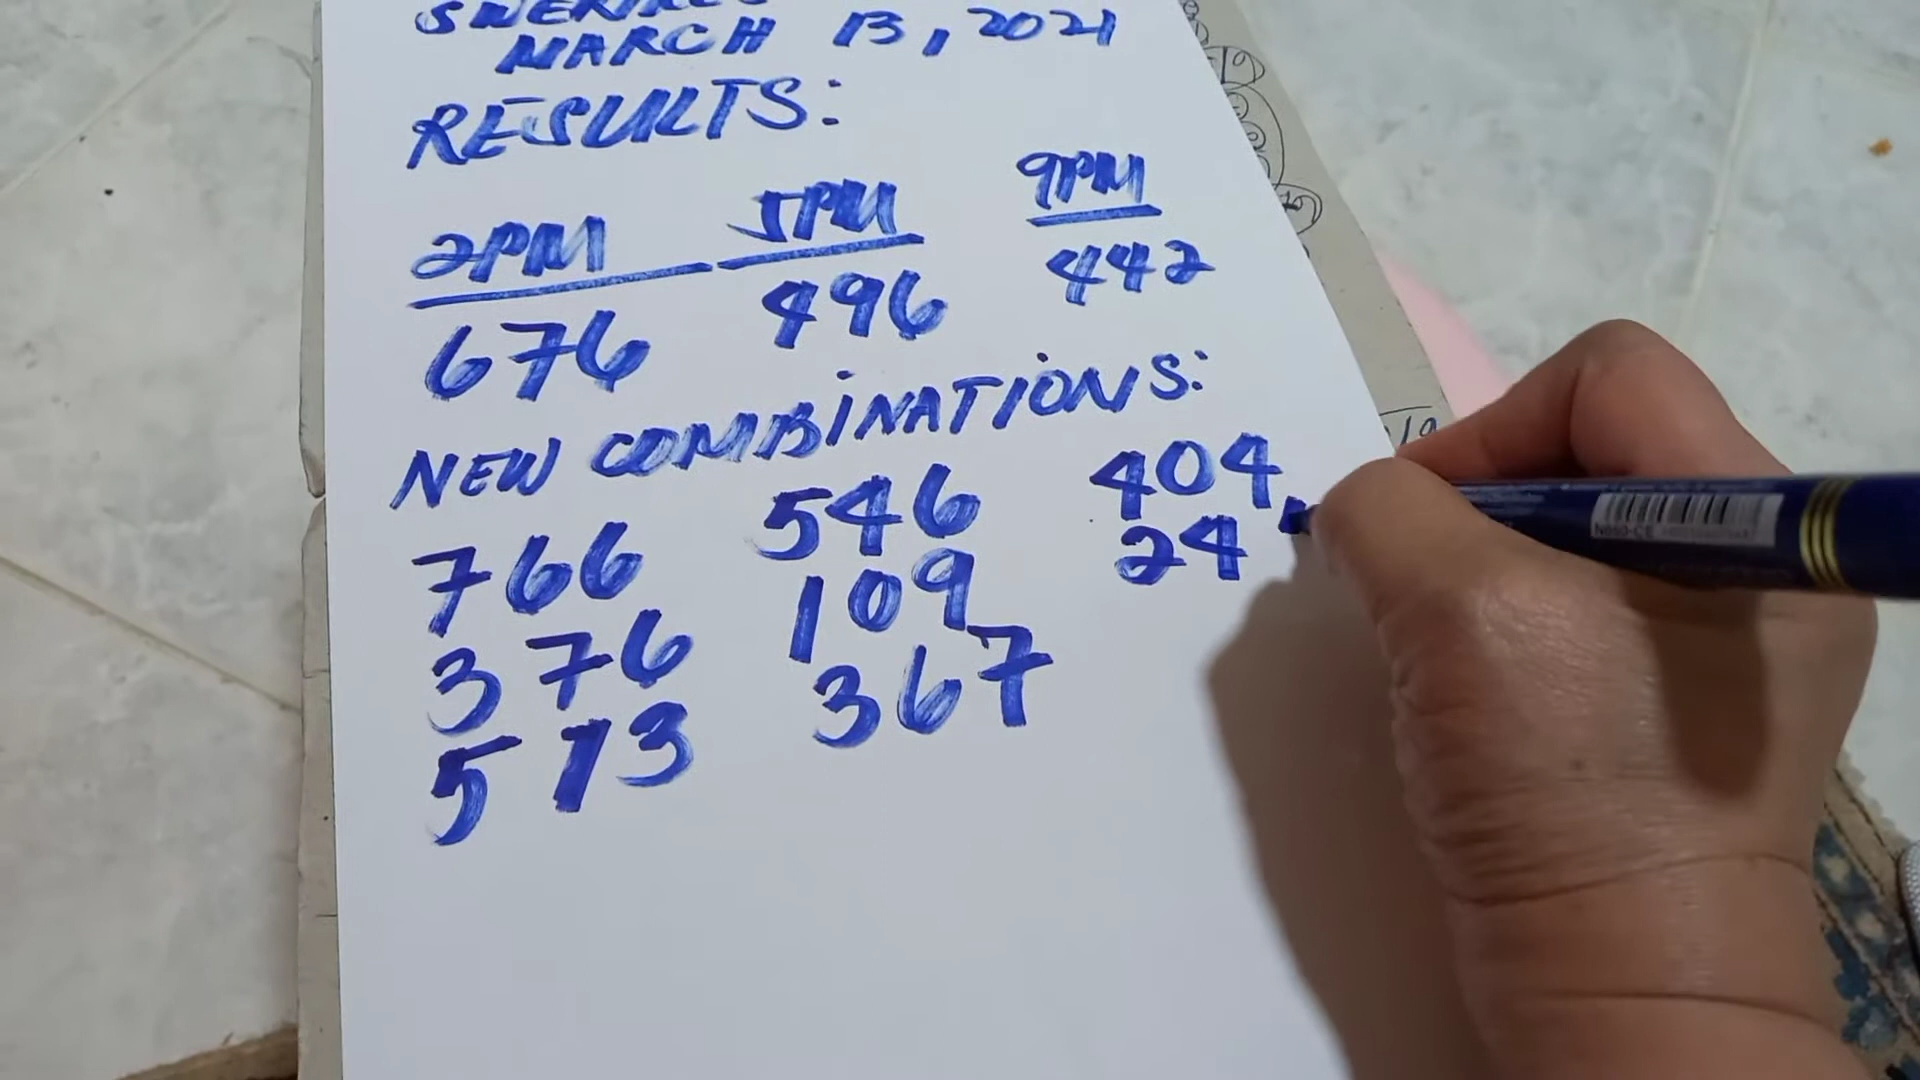 MARCH 13, 2021
RESULTS:
2PM 5PM 9PM
676 496 442
NEW COMBINATIONS:
766 546 404
376 109 24
573 367